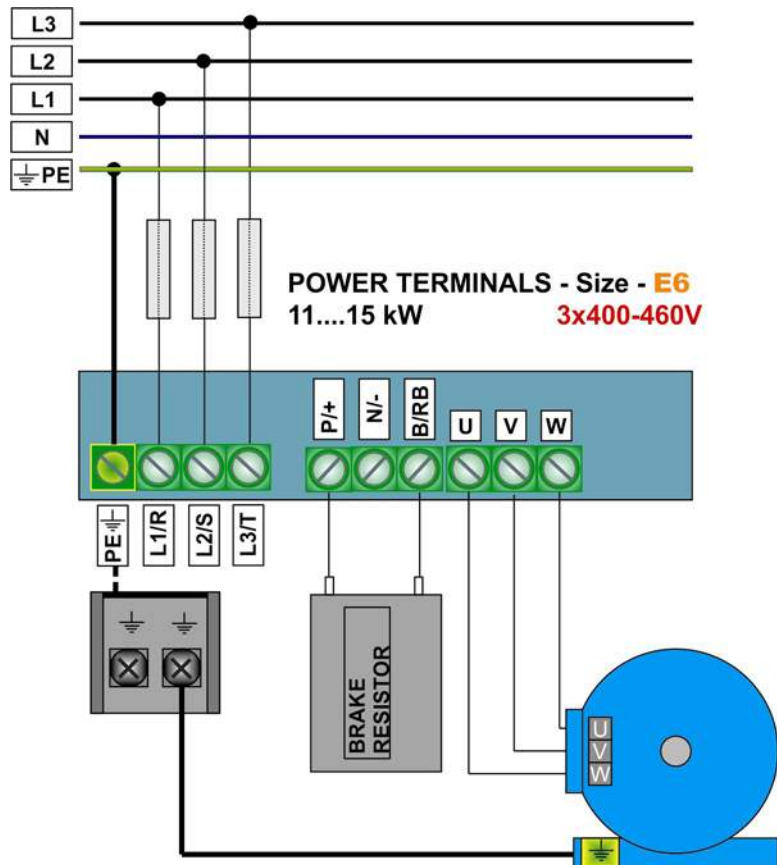 L3
L2
L1
N
PE
POWER TERMINALS - Size - E6
11....15 kW 3x400-460V
P/+ N/- B/RB U V W
PE L1/R L2/S L3/T
BRAKE
RESISTOR
U
V
W